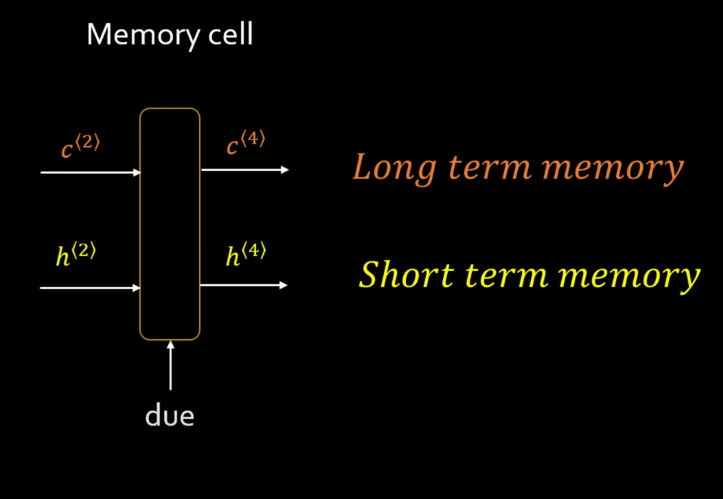 Memory cell
c⟨2⟩
c⟨4⟩
Long term memory
h⟨2⟩
h⟨4⟩
Short term memory
due